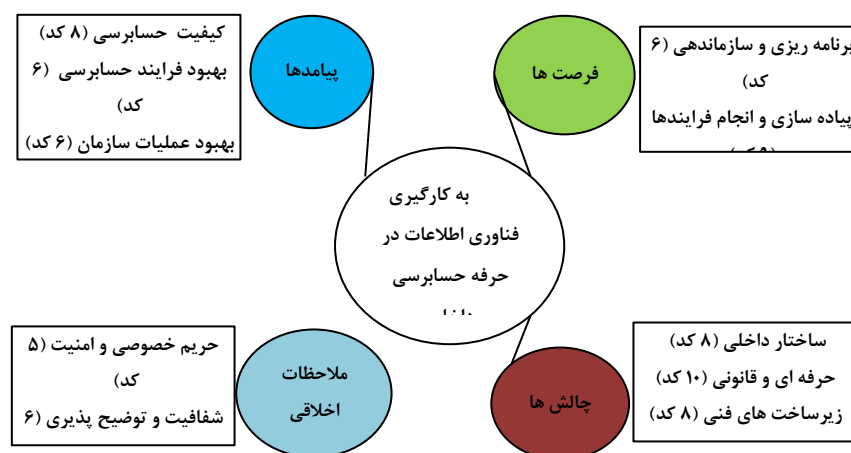 کیفیت حسابرسی (۸ کد)
بهبود فرایند حسابرسی (۶
کد)
بهبود عملیات سازمان (۶ کد)
پیامدها
فرصت ها
برنامه ریزی و سازماندهی (۶
کد)
پیاده سازی و انجام فرایندها
به کارگیری
فناوری اطلاعات در
حرفه حسابرسی
حریم خصوصی و امنیت (۵
کد)
شفافیت و توضیح پذیری (۶
ملاحظات
اخلاقی
چالش ها
ساختار داخلی (۸ کد)
حرفه ای و قانونی (۱۰ کد)
زیرساخت های فنی (۸ کد)